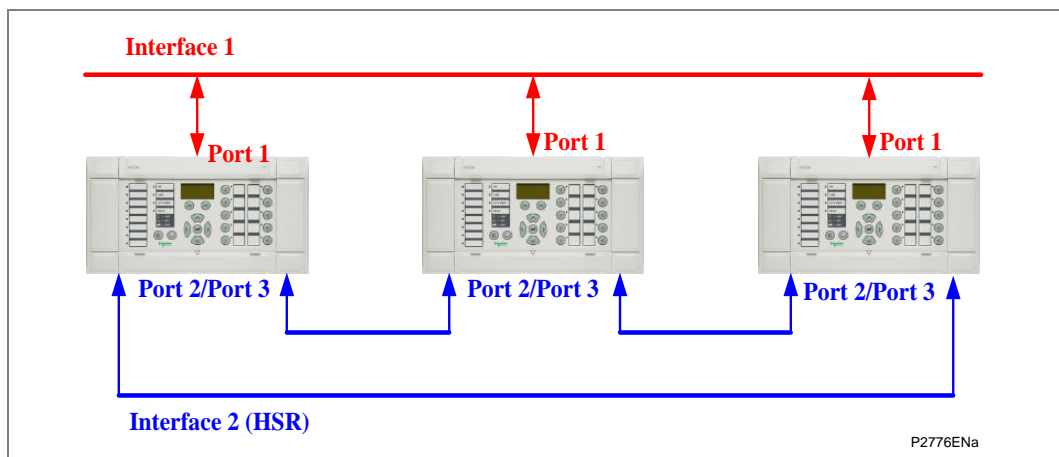 Interface 1
Port 1
Port 1
Port 1
Port 2/Port 3
Port 2/Port 3
Port 2/Port 3
Interface 2 (HSR)
P2776ENa